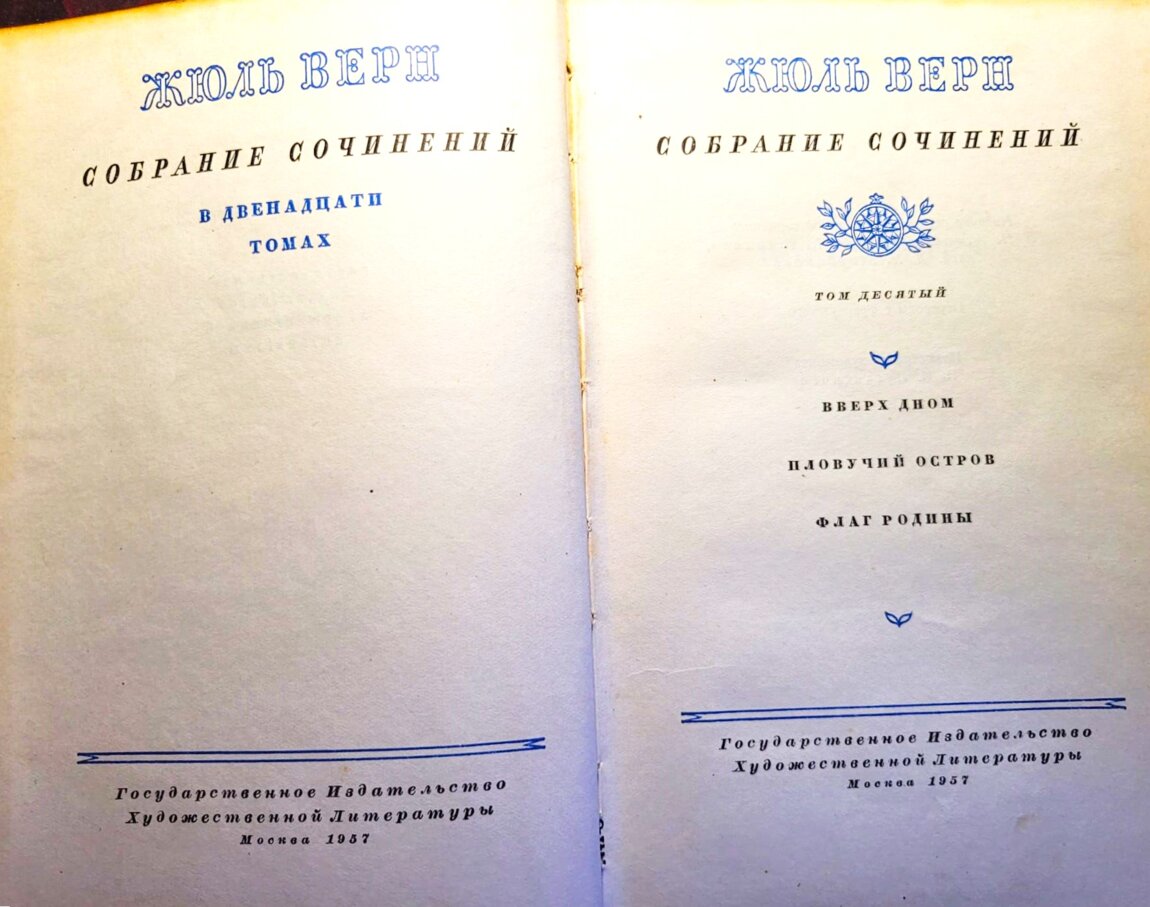 ЖЮЛЬ ВЕРН
СОБРАНИЕ СОЧИНЕНИЙ
В ДВЕНАДЦАТИ
ТОМАХ
Государственное Издательство
Художественной Литературы
Москва 1957
ЖЮЛЬ ВЕРН
СОБРАНИЕ СОЧИНЕНИЙ
ТОМ ДЕСЯТЫЙ
ВВЕРХ ДНОМ
ПЛОВУЧИЙ ОСТРОВ
ФЛАГ РОДИНЫ
Государственное Издательство
Художественной Литературы
Москва 1957